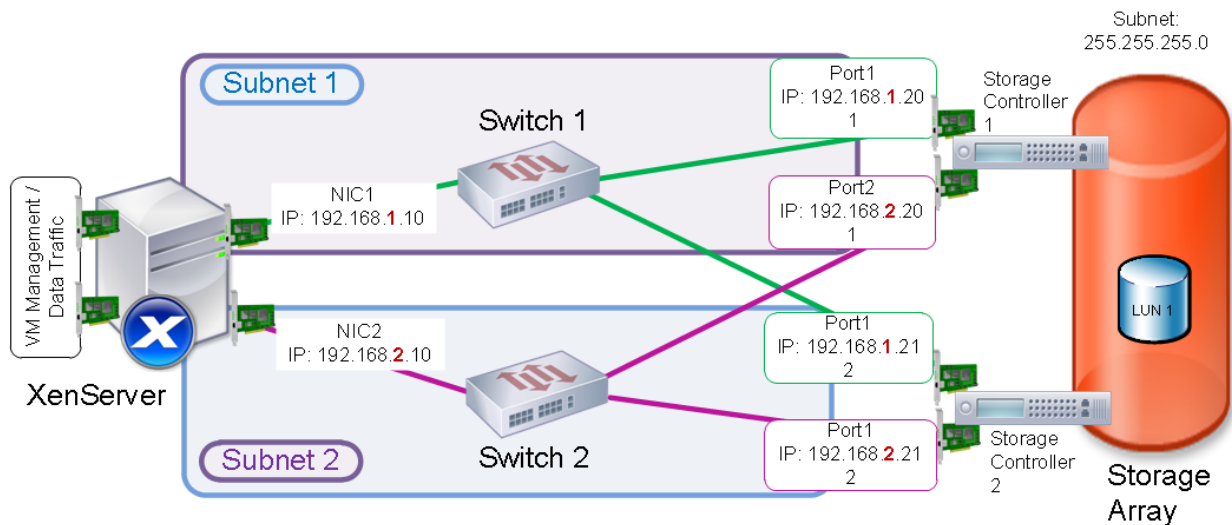 Subnet:
255.255.255.0
Subnet 1
Switch 1
Port1
IP: 192.168.1.20
1
Storage
Controller
1
NIC1
IP: 192.168.1.10
Port2
IP: 192.168.2.20
1
VM Management /
Data Traffic
X
XenServer
NIC2
IP: 192.168.2.10
Port1
IP: 192.168.1.21
2
LUN 1
Switch 2
Subnet 2
Port1
IP: 192.168.2.21
2
Storage
Controller
2
Storage
Array